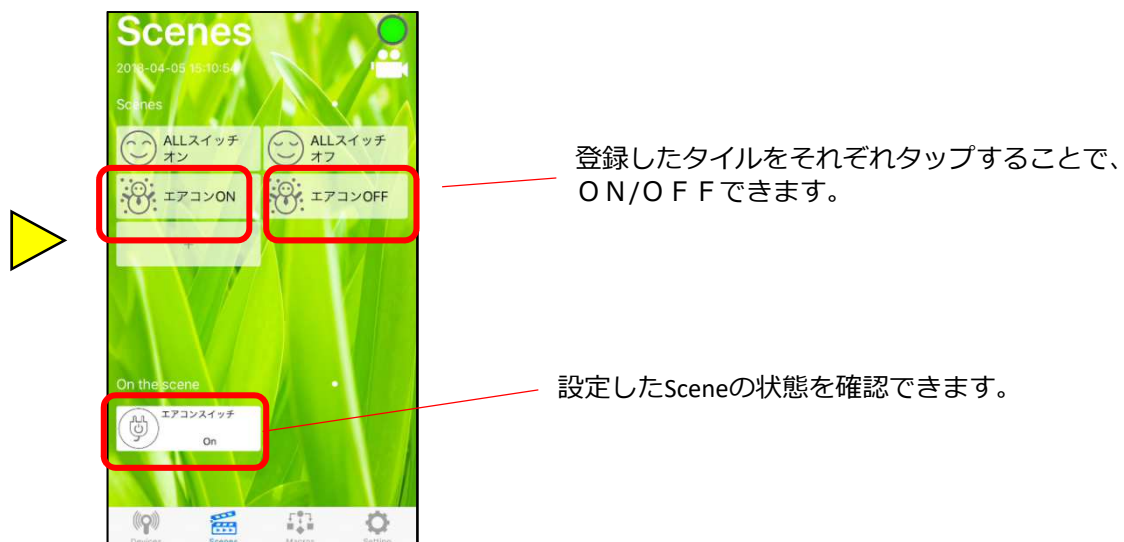 Scenes
2018-04-05 15:10:54
Scenes
ALLスイッチ
オン
ALLスイッチ
オフ
エアコンON
エアコンOFF
+
登録したタイルをそれぞれタップすることで、
ＯＮ/ＯＦＦできます。
On the scene
エアコンスイッチ
On
設定したSceneの状態を確認できます。
Devices
Scenes
Macros
Setting